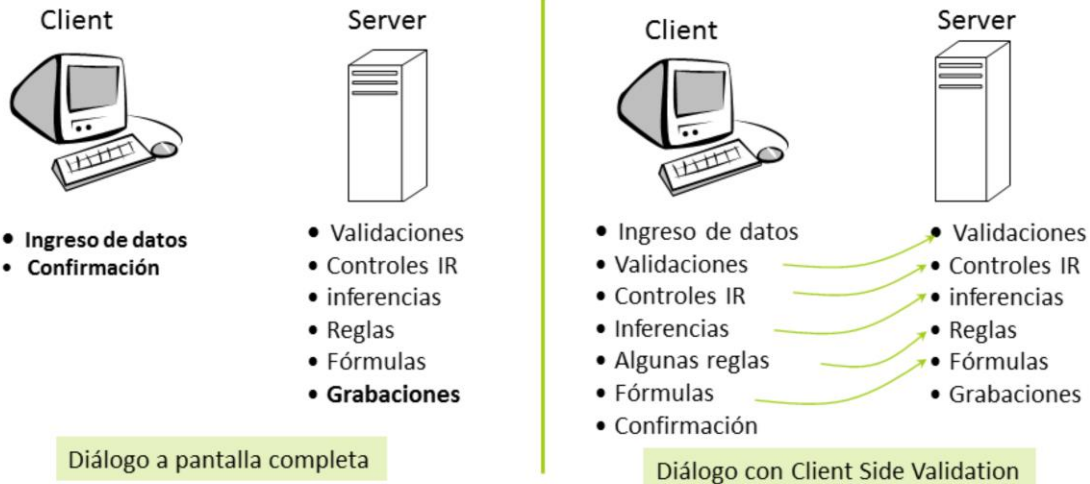 Client
Server
• Ingreso de datos
• Confirmación
• Validaciones
• Controles IR
• inferencias
• Reglas
• Fórmulas
• Grabaciones
Diálogo a pantalla completa
Client
Server
• Ingreso de datos
• Validaciones
• Controles IR
• Inferencias
• Algunas reglas
• Fórmulas
• Confirmación
• Validaciones
• Controles IR
• inferencias
• Reglas
• Fórmulas
• Grabaciones
Diálogo con Client Side Validation